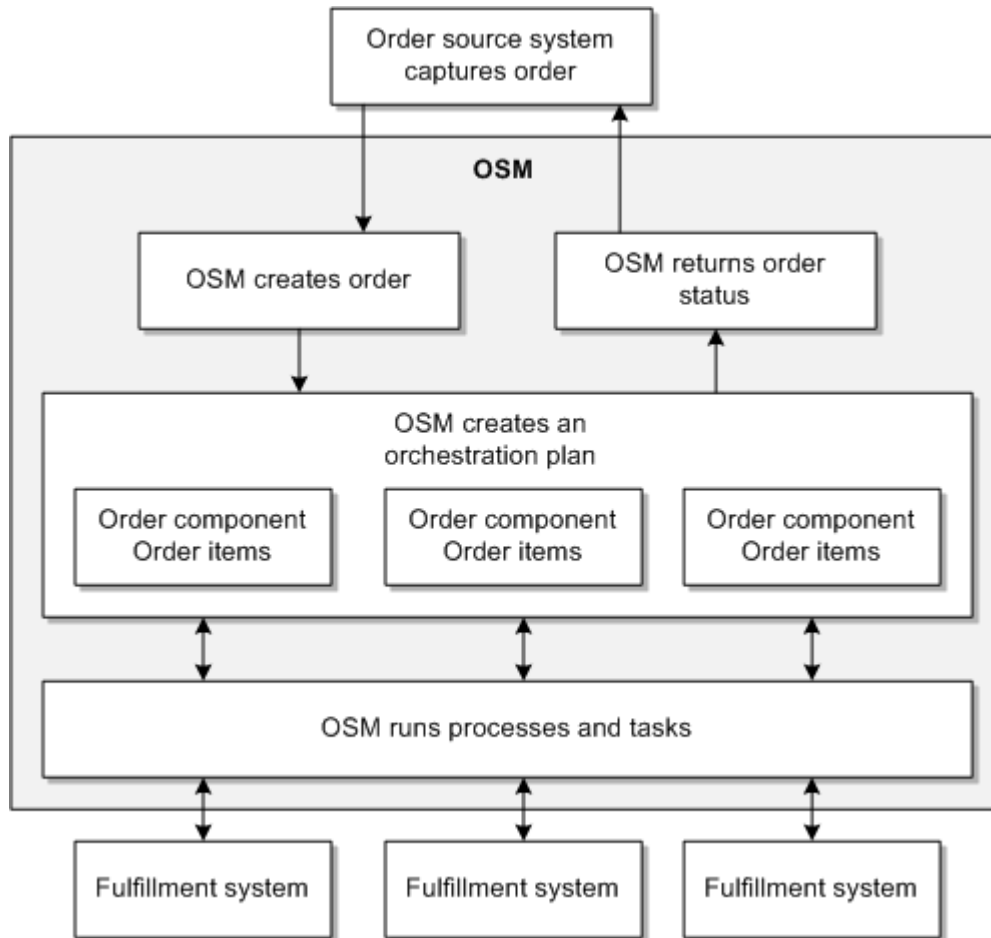 Order source system
captures order
OSM
OSM creates order
OSM returns order
status
OSM creates an
orchestration plan
Order component
Order items
Order component
Order items
Order component
Order items
OSM runs processes and tasks
Fulfillment system
Fulfillment system
Fulfillment system